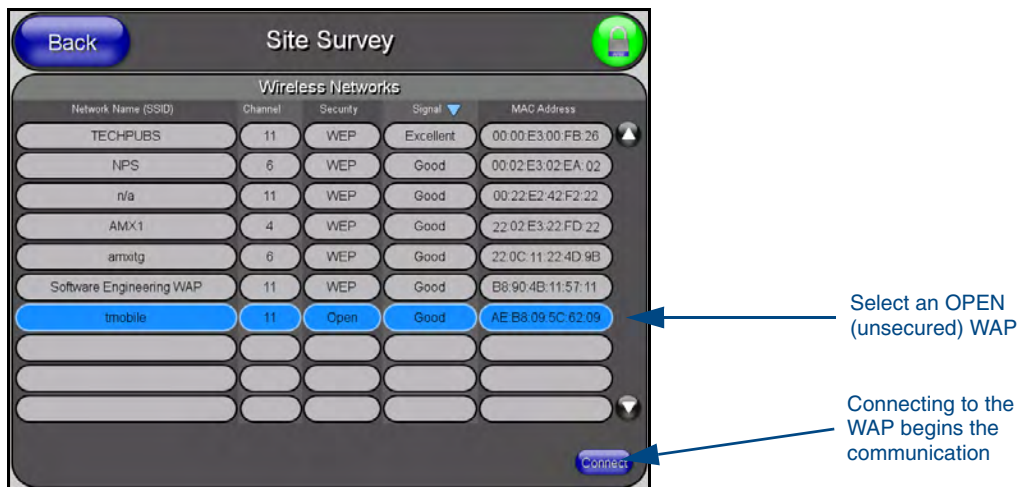 Back Site Survey
Wireless Networks
Network Name (SSID) Channel Security Signal MAC Address
TECHPUBS 11 WEP Excellent 00:00:E3:00:FB:26
NPS 6 WEP Good 00:02:E3:02:EA:02
n/a 11 WEP Good 00:22:E2:42:F2:22
AMX1 4 WEP Good 22:02:E3:22:FD:22
amxitg 6 WEP Good 22:0C:11:22:4D:9B
Software Engineering WAP 11 WEP Good B8:90:4B:11:57:11
tmobile 11 Open Good AE:B8:09:5C:62:09
Select an OPEN
(unsecured) WAP
Connecting to the
WAP begins the
communication
Connect